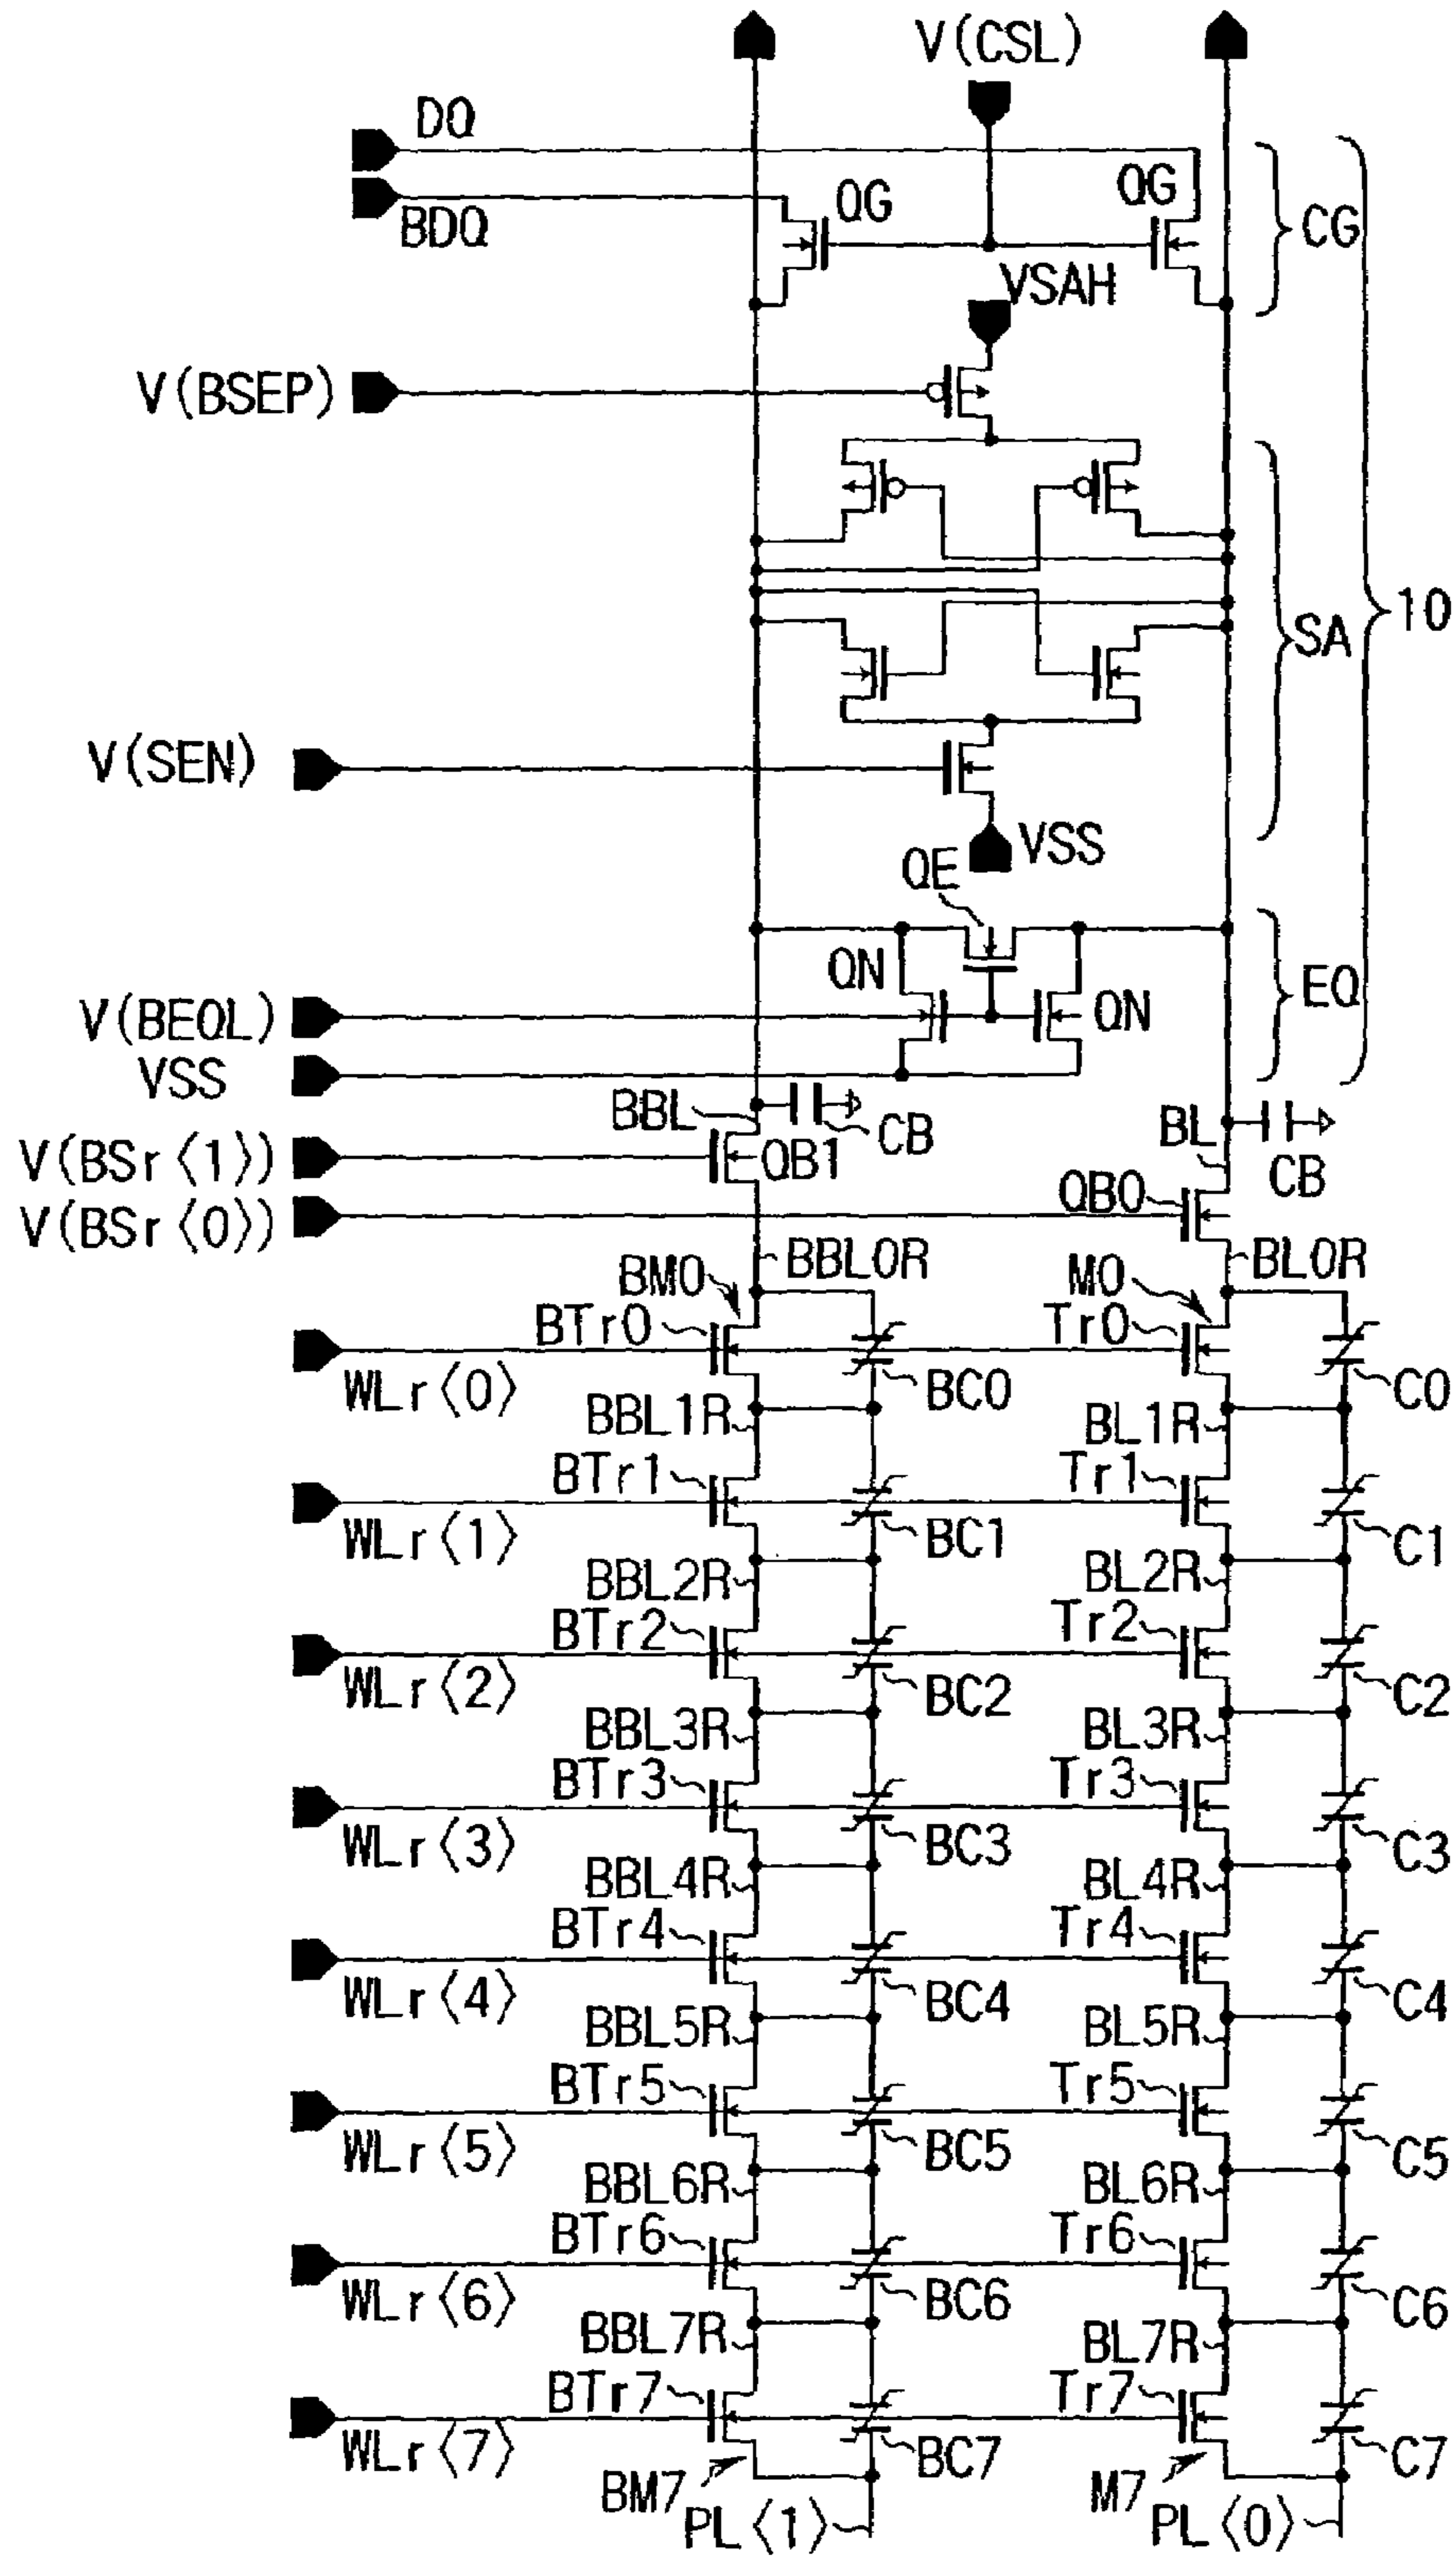 V(CSL)
DQ
QG
QG
BDQ
CG
VSAH
V(BSEP)
10
SA
V(SEN)
VSS
QE
QN
EQ
V(BEQL)
QN
VSS
BBL
CB
BL
V(BSr⟨1⟩)
QB1
CB
QB0
V(BSr⟨0⟩)
BBL0R
BL0R
BM0
M0
BTr0
Tr0
WLr⟨0⟩
BC0
C0
BBL1R
BL1R
BTr1
Tr1
WLr⟨1⟩
BC1
C1
BBL2R
BL2R
BTr2
Tr2
WLr⟨2⟩
BC2
C2
BBL3R
BL3R
BTr3
Tr3
WLr⟨3⟩
BC3
C3
BBL4R
BL4R
BTr4
Tr4
WLr⟨4⟩
BC4
C4
BBL5R
BL5R
BTr5
Tr5
WLr⟨5⟩
BC5
C5
BBL6R
BL6R
BTr6
Tr6
WLr⟨6⟩
BC6
C6
BBL7R
BL7R
BTr7
Tr7
WLr⟨7⟩
BC7
C7
BM7
M7
PL⟨1⟩
PL⟨0⟩